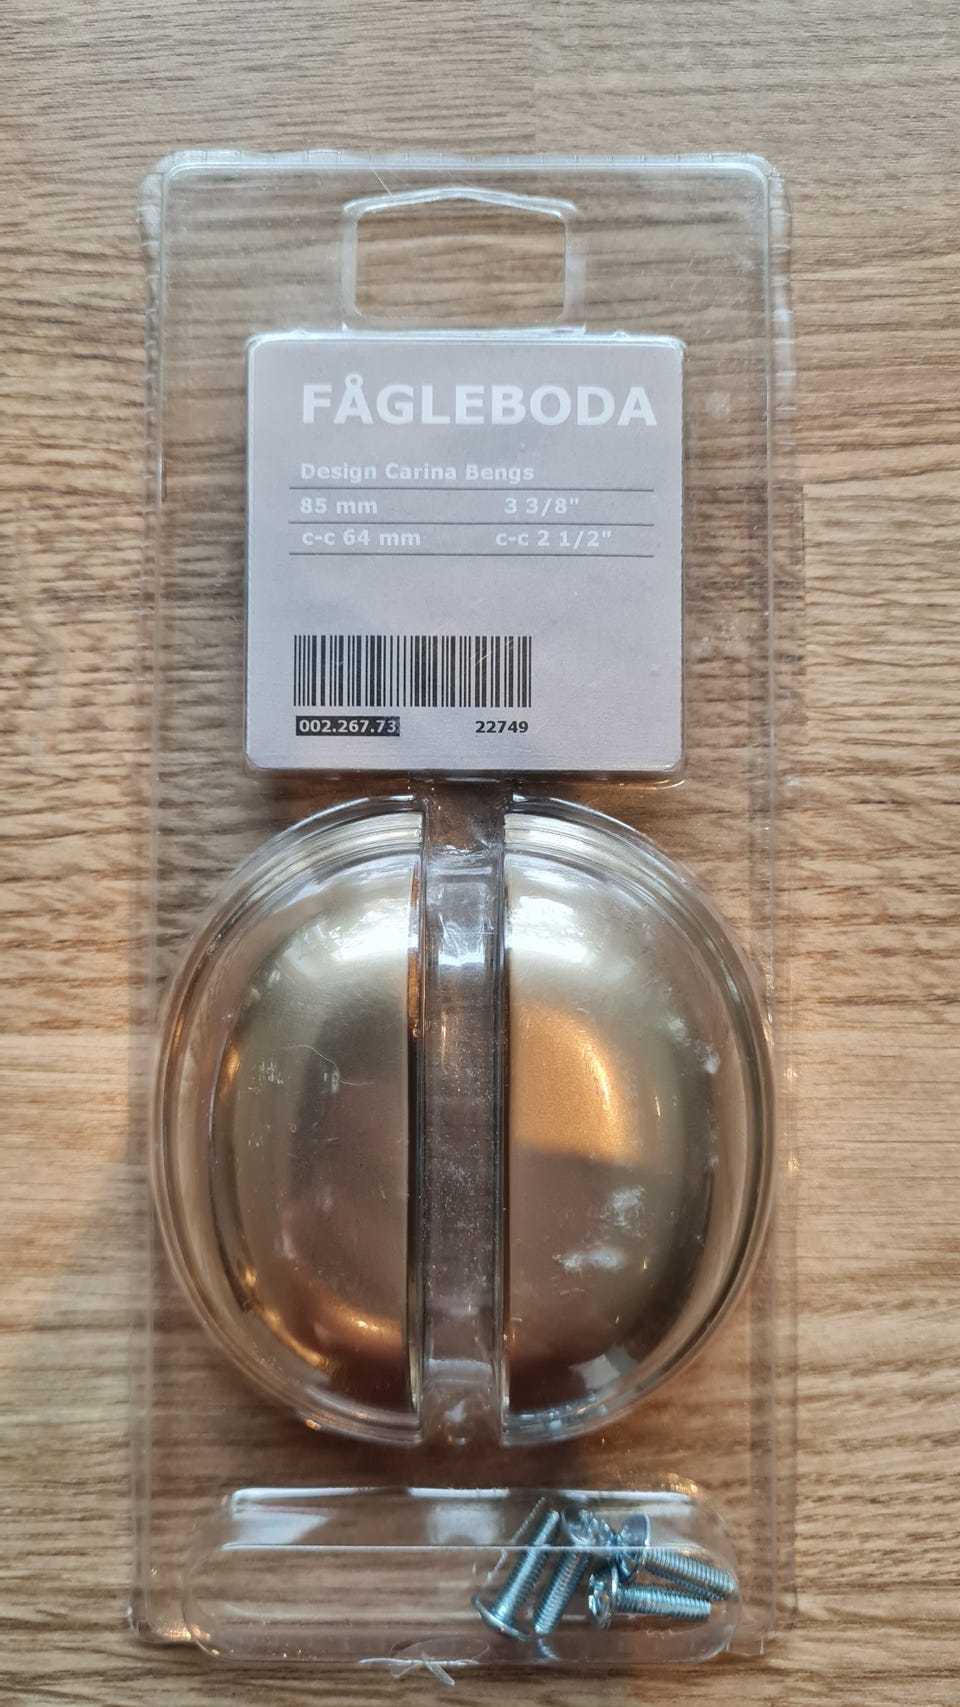 FÅGLEBODA
Design Carina Bengs
85 mm 3 3/8"
c-c 64 mm c-c 2 1/2"
002.267.73 22749